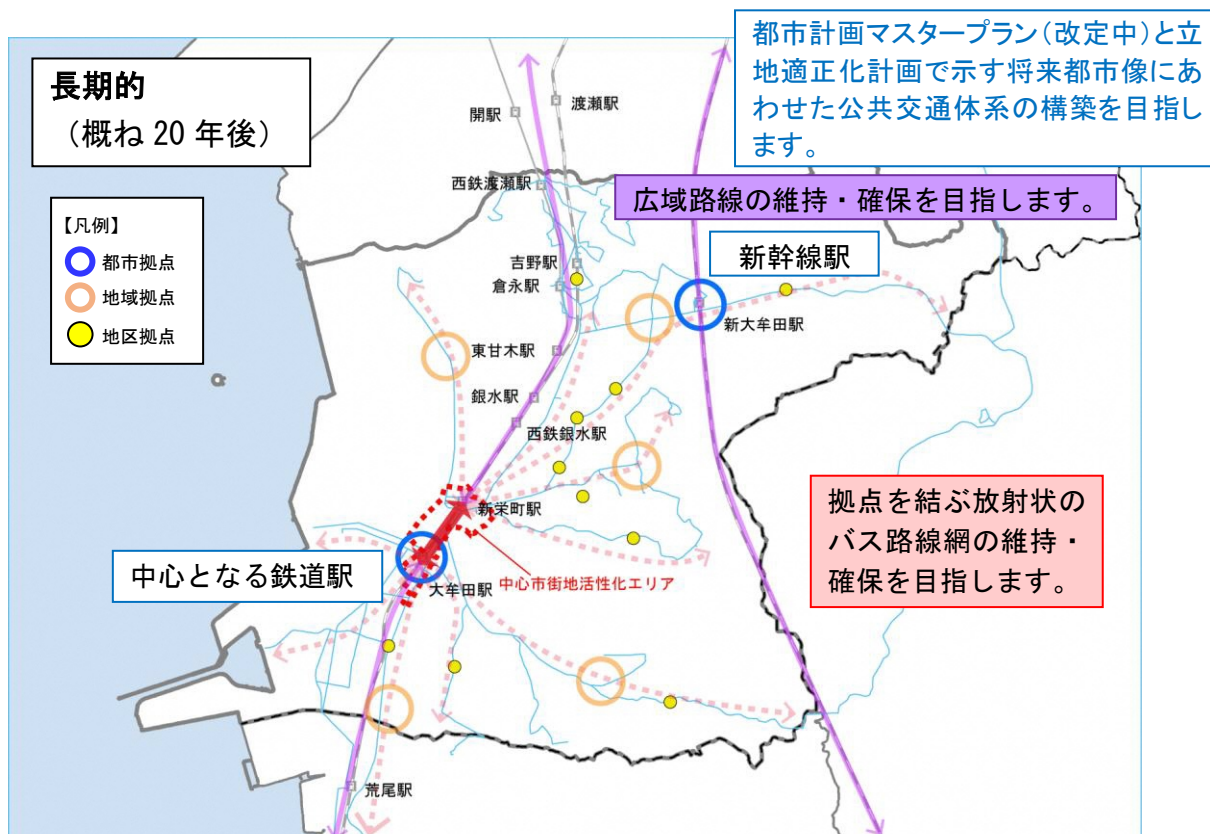 長期的
(概ね 20 年後)
都市計画マスタープラン(改定中)と立
地適正化計画で示す将来都市像にあ
わせた公共交通体系の構築を目指し
ます。
渡瀬駅
開駅
西鉄渡瀬駅
広域路線の維持・確保を目指します。
【凡例】
都市拠点
地域拠点
地区拠点
新幹線駅
吉野駅
倉永駅
新大牟田駅
東甘木駅
銀水駅
西鉄銀水駅
新栄町駅
拠点を結ぶ放射状の
バス路線網の維持・
確保を目指します。
中心となる鉄道駅
大牟田駅
中心市街地活性化エリア
荒尾駅